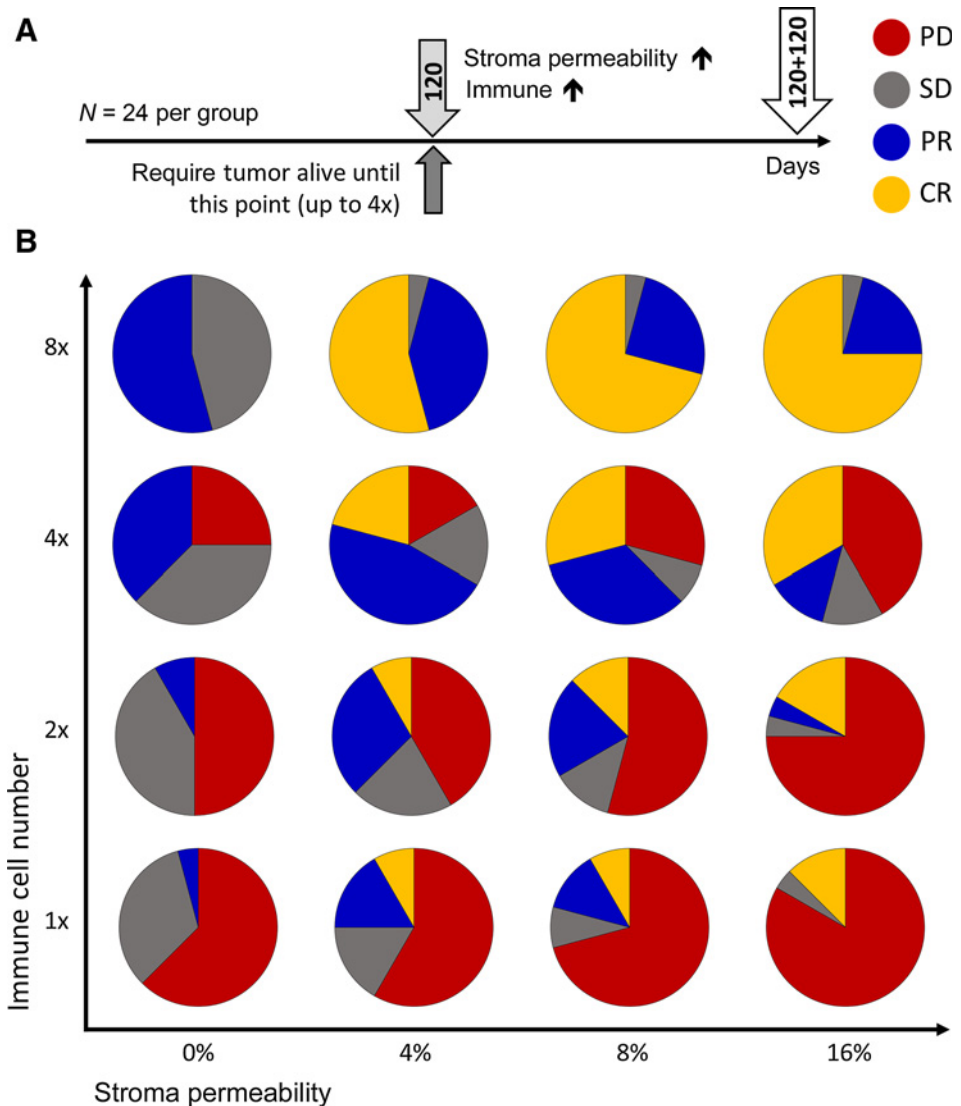 A
N = 24 per group
120
Stroma permeability
Immune
120+120
Days
Require tumor alive until
this point (up to 4x)
PD
SD
PR
CR
B
8x
4x
2x
1x
Immune cell number
0%
4%
8%
16%
Stroma permeability